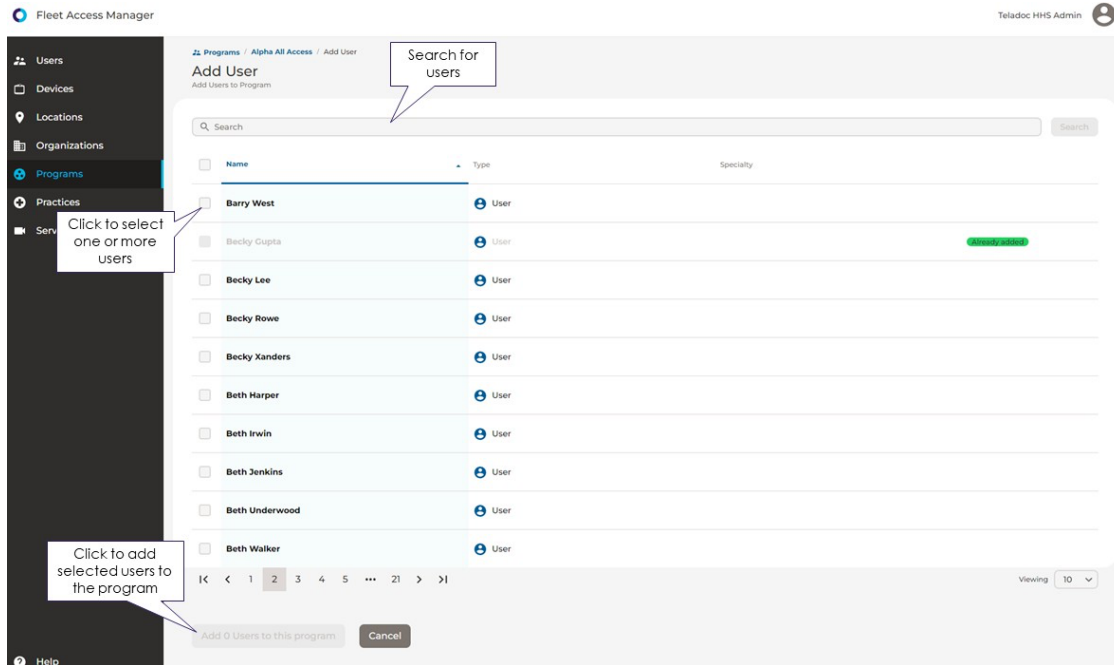 Fleet Access Manager
Teladoc HHS Admin
Users
Devices
Locations
Organizations
Programs
Practices
Serv
Help
Programs / Alpha All Access / Add User
Add User
Add Users to Program
Search for
users
Search
Search
Name
Type
Specialty
Barry West
User
Click to select
one or more
users
Becky Gupta
User
Already added
Becky Lee
User
Becky Rowe
User
Becky Xanders
User
Beth Harper
User
Beth Irwin
User
Beth Jenkins
User
Beth Underwood
User
Beth Walker
User
Click to add
selected users to
the program
1 2 3 4 5 ••• 21
Viewing 10
Add 0 Users to this program
Cancel